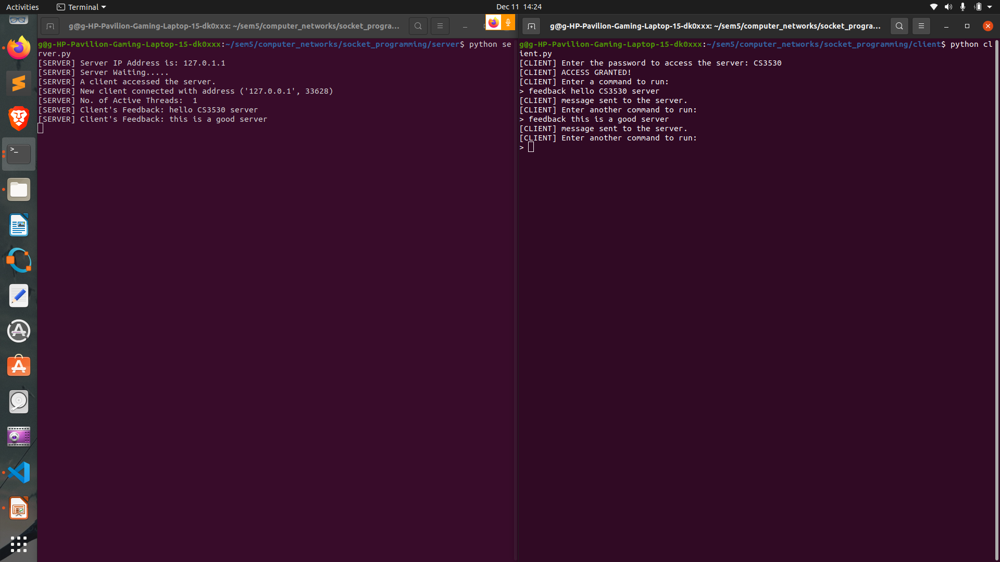 Activities
Terminal
Dec 11 14:24
g@g-HP-Pavilion-Gaming-Laptop-15-dk0xxx: ~/sem5/computer_networks/socket_progra...
g@g-HP-Pavilion-Gaming-Laptop-15-dk0xxx:~/sem5/computer_networks/socket_programming/server$ python se
rver.py
[SERVER] Server IP Address is: 127.0.1.1
[SERVER] Server Waiting.....
[SERVER] A client accessed the server.
[SERVER] New client connected with address ('127.0.0.1', 33628)
[SERVER] No. of Active Threads:  1
[SERVER] Client's Feedback: hello CS3530 server
[SERVER] Client's Feedback: this is a good server
g@g-HP-Pavilion-Gaming-Laptop-15-dk0xxx: ~/sem5/computer_networks/socket_progra...
g@g-HP-Pavilion-Gaming-Laptop-15-dk0xxx:~/sem5/computer_networks/socket_programming/client$ python cl
ient.py
[CLIENT] Enter the password to access the server: CS3530
[CLIENT] ACCESS GRANTED!
[CLIENT] Enter a command to run:
> feedback hello CS3530 server
[CLIENT] message sent to the server.
[CLIENT] Enter another command to run:
> feedback this is a good server
[CLIENT] message sent to the server.
[CLIENT] Enter another command to run:
>